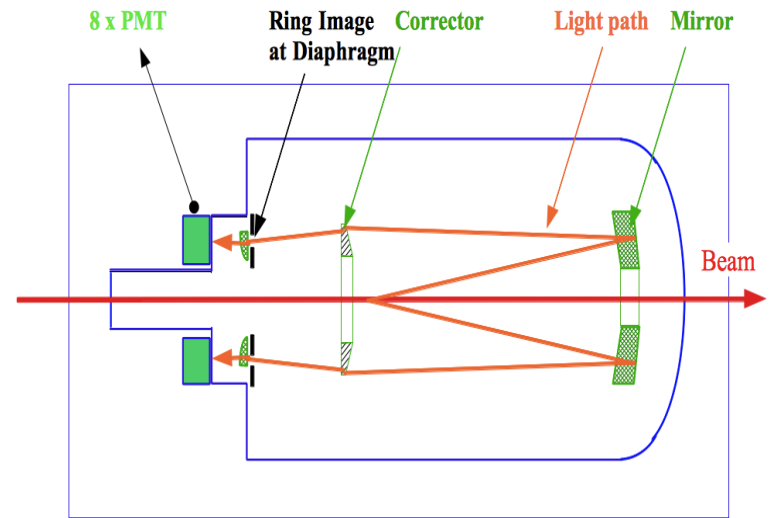 8 x PMT
Ring Image
at Diaphragm
Corrector
Light path
Mirror
Beam